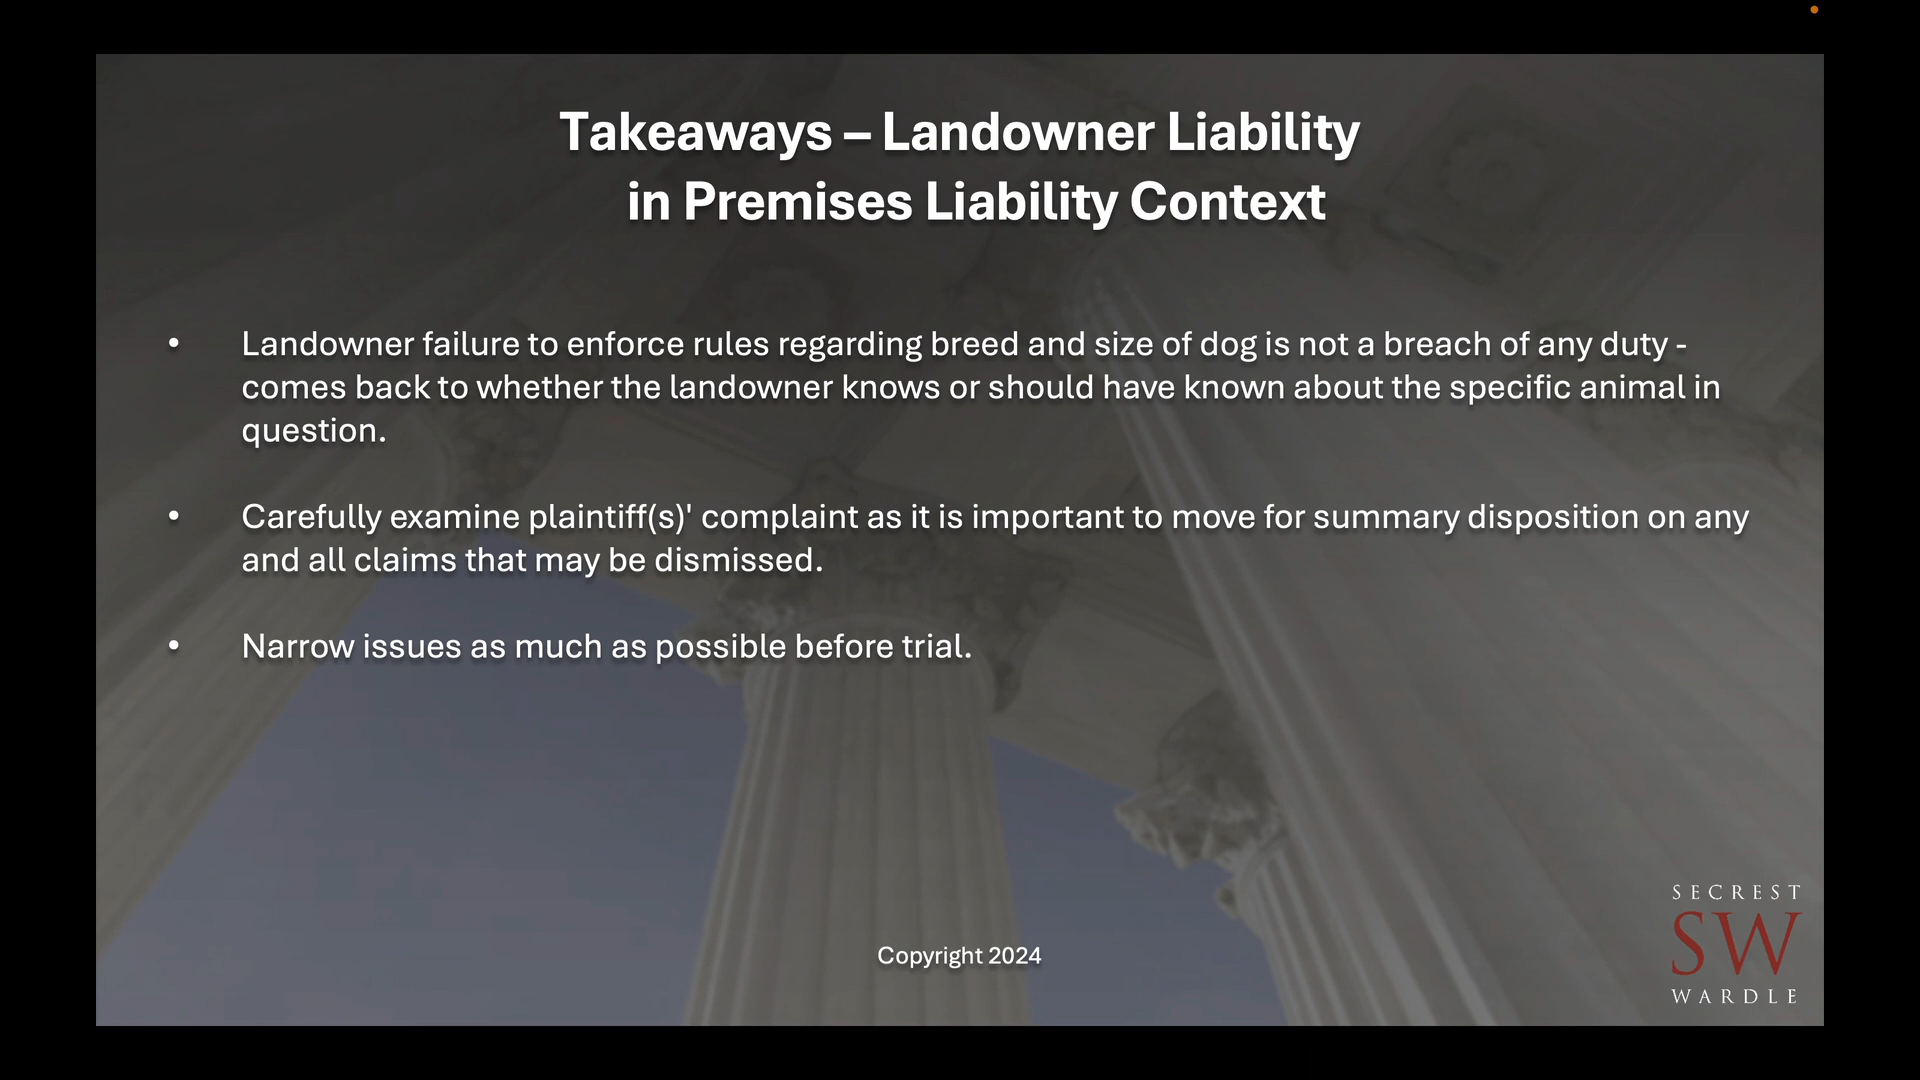 Takeaways – Landowner Liability
in Premises Liability Context
• Landowner failure to enforce rules regarding breed and size of dog is not a breach of any duty -
comes back to whether the landowner knows or should have known about the specific animal in
question.
• Carefully examine plaintiff(s)' complaint as it is important to move for summary disposition on any
and all claims that may be dismissed.
• Narrow issues as much as possible before trial.
Copyright 2024
SECREST
SW
WARDLE